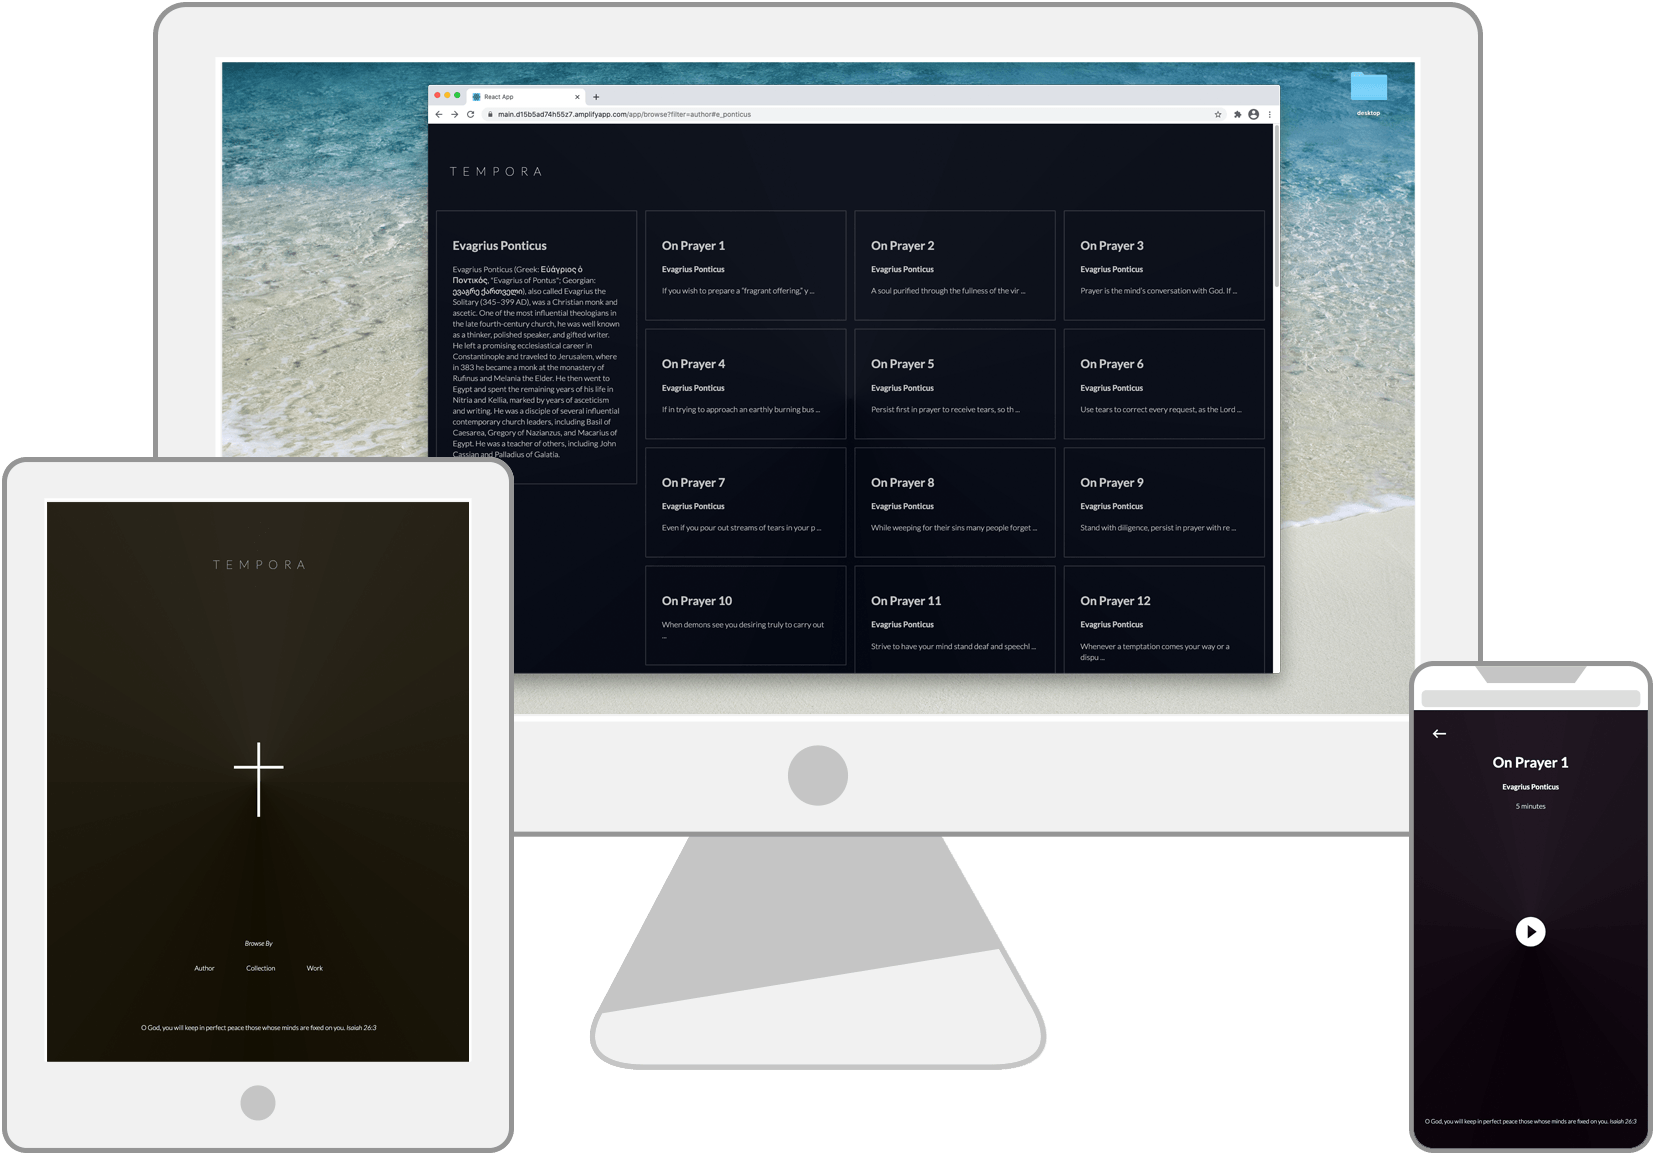 desktop
React App
main.d15b5ad74h55z7.amplifyapp.com/app/browse?filter=author#e_ponticus
TEMPORA
Evagrius Ponticus
Evagrius Ponticus (Greek: Εὐάγριος ὁ
Ποντικός, "Evagrius of Pontus"; Georgian:
ევაგრე ქართველი), also called Evagrius the
Solitary (345–399 AD), was a Christian monk and
ascetic. One of the most influential theologians in
the late fourth-century church, he was well known
as a thinker, polished speaker, and gifted writer.
He left a promising ecclesiastical career in
Constantinople and traveled to Jerusalem, where
in 383 he became a monk at the monastery of
Rufinus and Melania the Elder. He then went to
Egypt and spent the remaining years of his life in
Nitria and Kellia, marked by years of asceticism
and writing. He was a disciple of several influential
contemporary church leaders, including Basil of
Caesarea, Gregory of Nazianzus, and Macarius of
Egypt. He was a teacher of others, including John
Cassian and Palladius of Galatia.
On Prayer 1
Evagrius Ponticus
If you wish to prepare a "fragrant offering," y ...
On Prayer 2
Evagrius Ponticus
A soul purified through the fullness of the vir ...
On Prayer 3
Evagrius Ponticus
Prayer is the mind's conversation with God. If ...
On Prayer 4
Evagrius Ponticus
If in trying to approach an earthly burning bus ...
On Prayer 5
Evagrius Ponticus
Persist first in prayer to receive tears, so th ...
On Prayer 6
Evagrius Ponticus
Use tears to correct every request, as the Lord ...
On Prayer 7
Evagrius Ponticus
Even if you pour out streams of tears in your p ...
On Prayer 8
Evagrius Ponticus
While weeping for their sins many people forget ...
On Prayer 9
Evagrius Ponticus
Stand with diligence, persist in prayer with re ...
On Prayer 10
When demons see you desiring truly to carry out
...
On Prayer 11
Evagrius Ponticus
Strive to have your mind stand deaf and speechl ...
On Prayer 12
Evagrius Ponticus
Whenever a temptation comes your way or a
dispu ...
TEMPORA
Browse By
Author Collection Work
O God, you will keep in perfect peace those whose minds are fixed on you. Isaiah 26:3
On Prayer 1
Evagrius Ponticus
5 minutes
O God, you will keep in perfect peace those whose minds are fixed on you. Isaiah 26:3